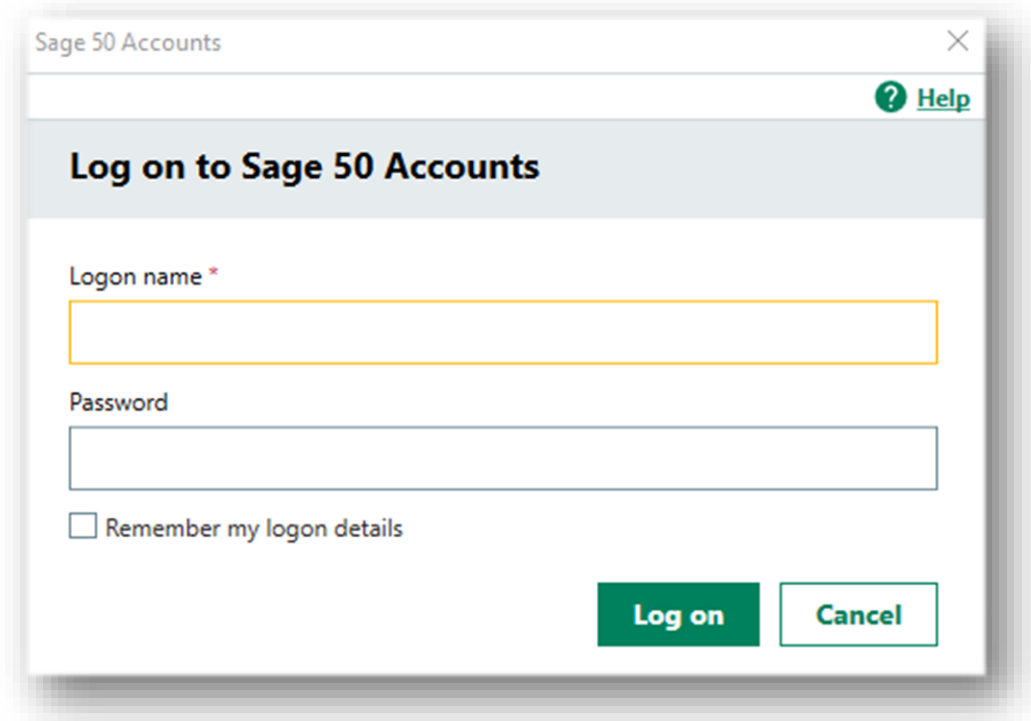 Sage 50 Accounts
Help
Log on to Sage 50 Accounts
Logon name *
Password
Remember my logon details
Log on Cancel